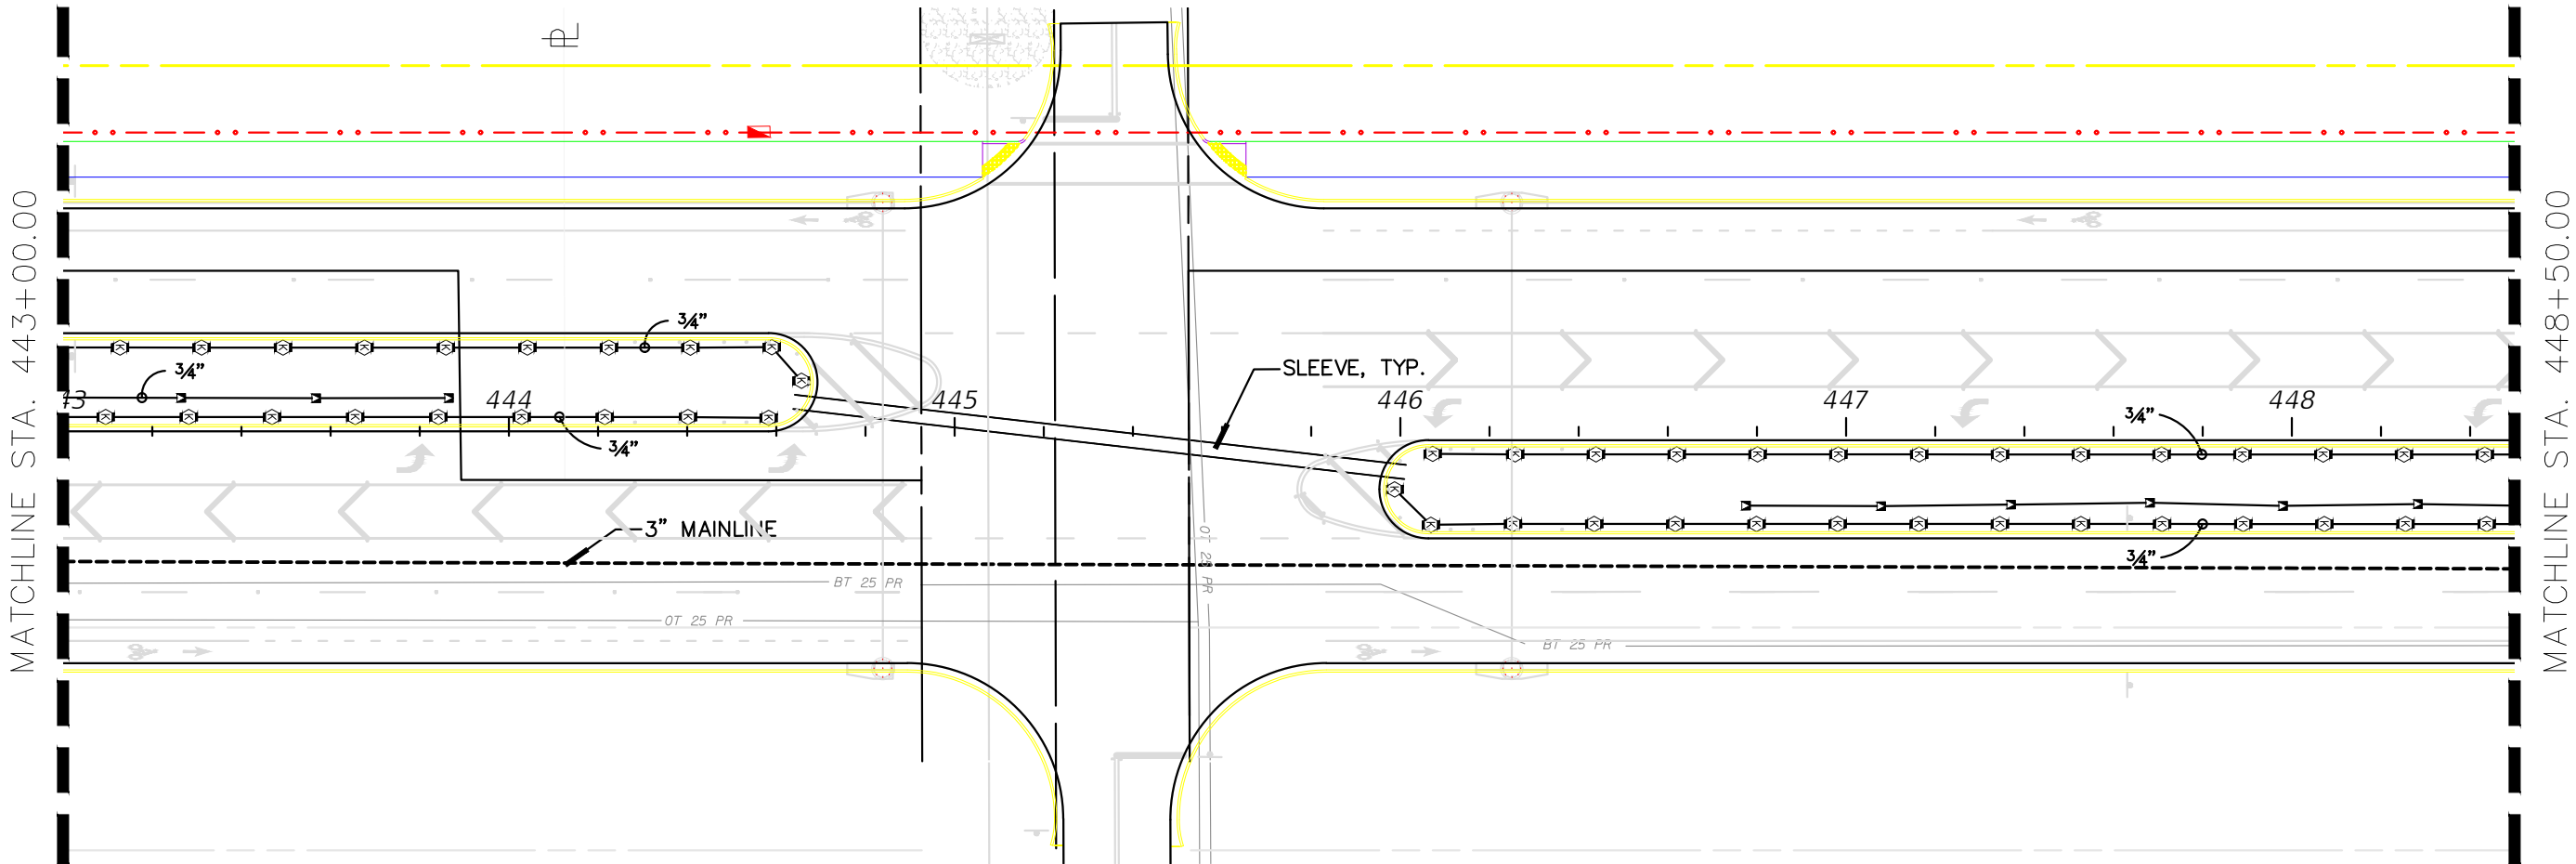 MATCHLINE STA. 443+00.00
PL
3/4"
3/4"
444
445
446
447
448
3/4"
SLEEVE, TYP.
3/4"
3/4"
3" MAINLINE
BT 25 PR
OT 25 PR
OT 25 PR
BT 25 PR
K K K K K K K K K K
K K K K K K K K K
K K K K K K K K K K K K K K
K
K K K K K K K K K K K K K K
MATCHLINE STA. 448+50.00